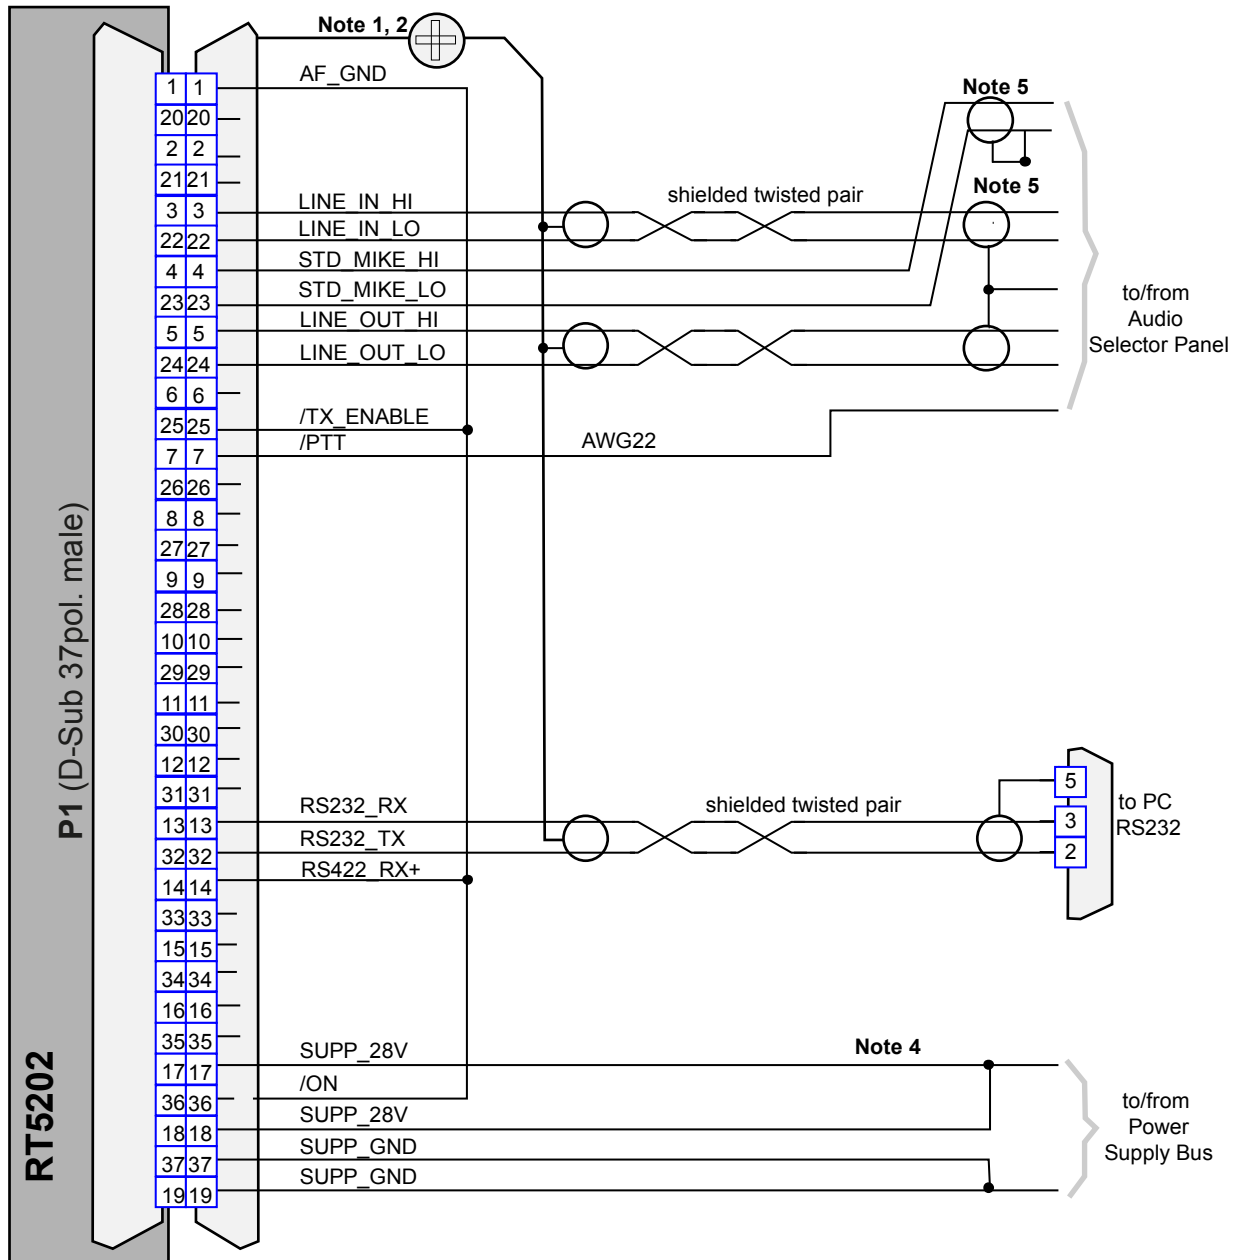 Note 1, 2
1 1 AF_GND
Note 5
20 20
2 2
21 21
Note 5
shielded twisted pair
3 3 LINE_IN_HI
22 22 LINE_IN_LO
4 4 STD_MIKE_HI
23 23 STD_MIKE_LO
5 5 LINE_OUT_HI
24 24 LINE_OUT_LO
to/from
Audio
Selector Panel
6 6
25 25 /TX_ENABLE
7 7 /PTT AWG22
26 26
8 8
27 27
9 9
28 28
10 10
29 29
11 11
30 30
12 12
31 31
shielded twisted pair
13 13 RS232_RX
32 32 RS232_TX
14 14 RS422_RX+
5
3
2
to PC
RS232
33 33
15 15
34 34
16 16
35 35
Note 4
17 17 SUPP_28V
36 36 /ON
18 18 SUPP_28V
37 37 SUPP_GND
19 19 SUPP_GND
to/from
Power
Supply Bus
P1 (D-Sub 37pol. male)
RT5202